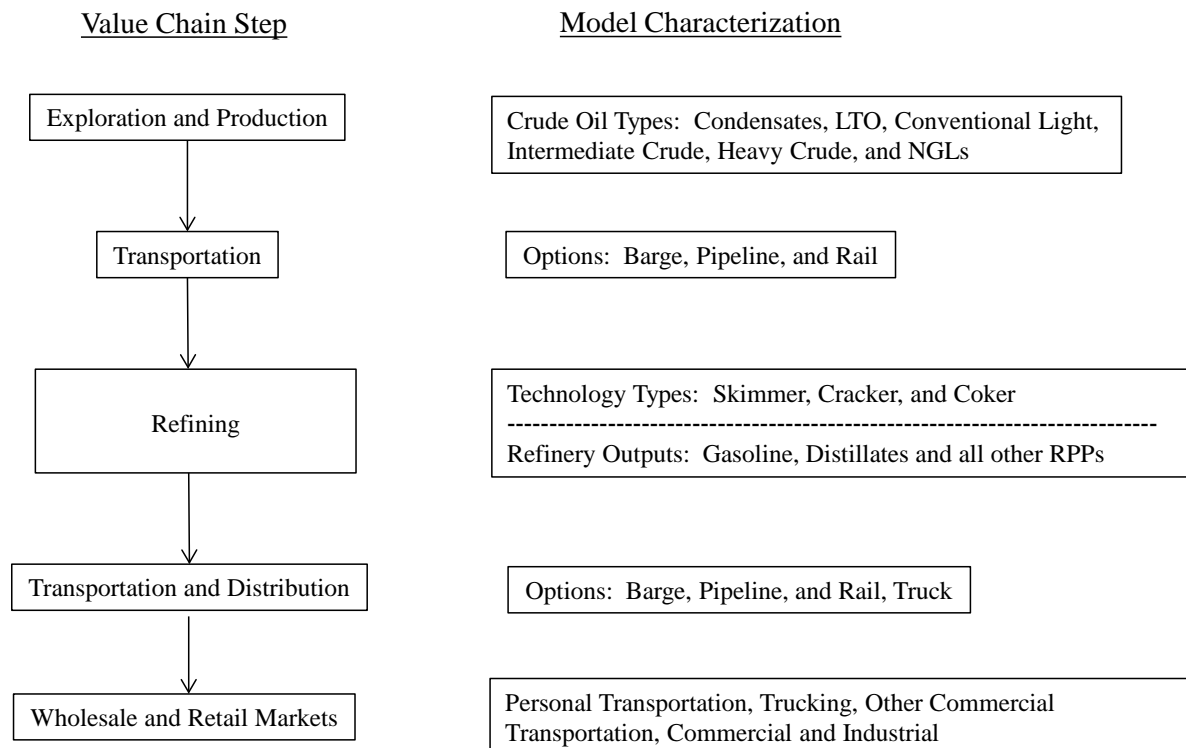 Value Chain Step
Model Characterization
Exploration and Production
Crude Oil Types:  Condensates, LTO, Conventional Light,
Intermediate Crude, Heavy Crude, and NGLs
Transportation
Options:  Barge, Pipeline, and Rail
Refining
Technology Types:  Skimmer, Cracker, and Coker
Refinery Outputs:  Gasoline, Distillates and all other RPPs
Transportation and Distribution
Options:  Barge, Pipeline, and Rail, Truck
Wholesale and Retail Markets
Personal Transportation, Trucking, Other Commercial
Transportation, Commercial and Industrial